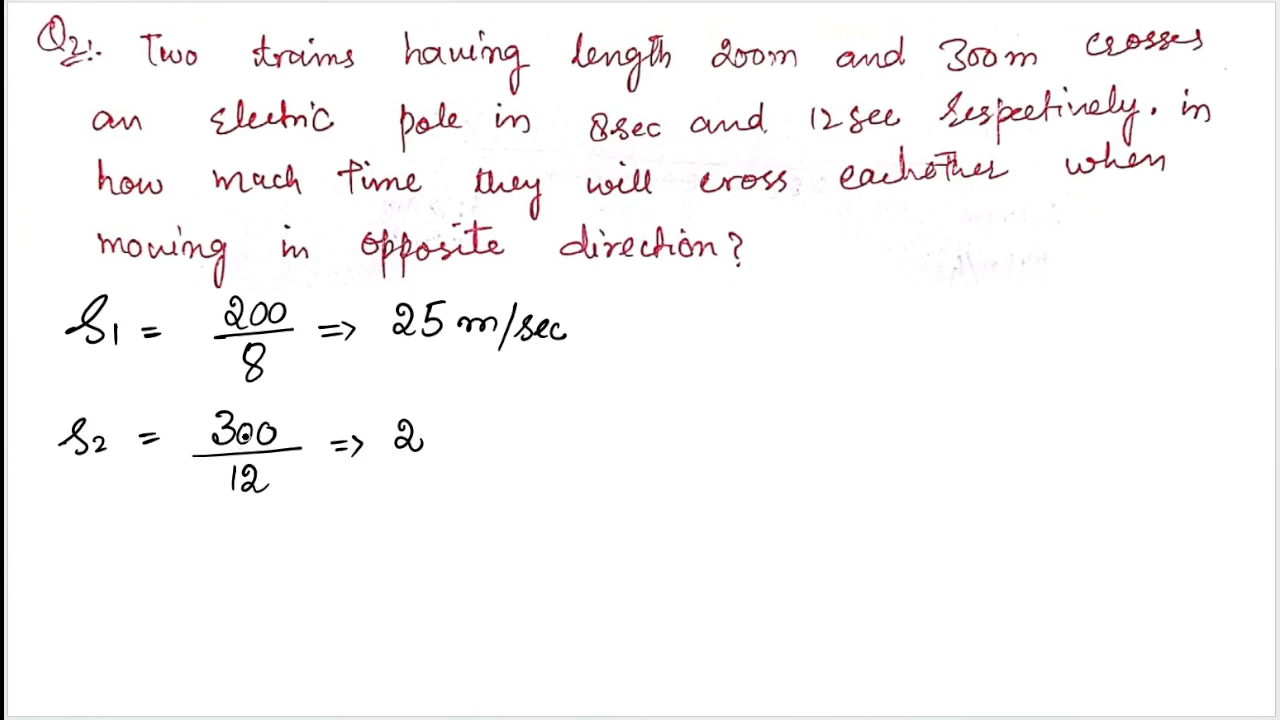 Q2:. Two trains having length 200m and 300m crosses
an Electric pole in 8sec and 12sec respectively. in
how mach time they will cross eachother when
moving in opposite direction?
S1 = 200/8 => 25 m/sec
S2 = 300/12 => 2